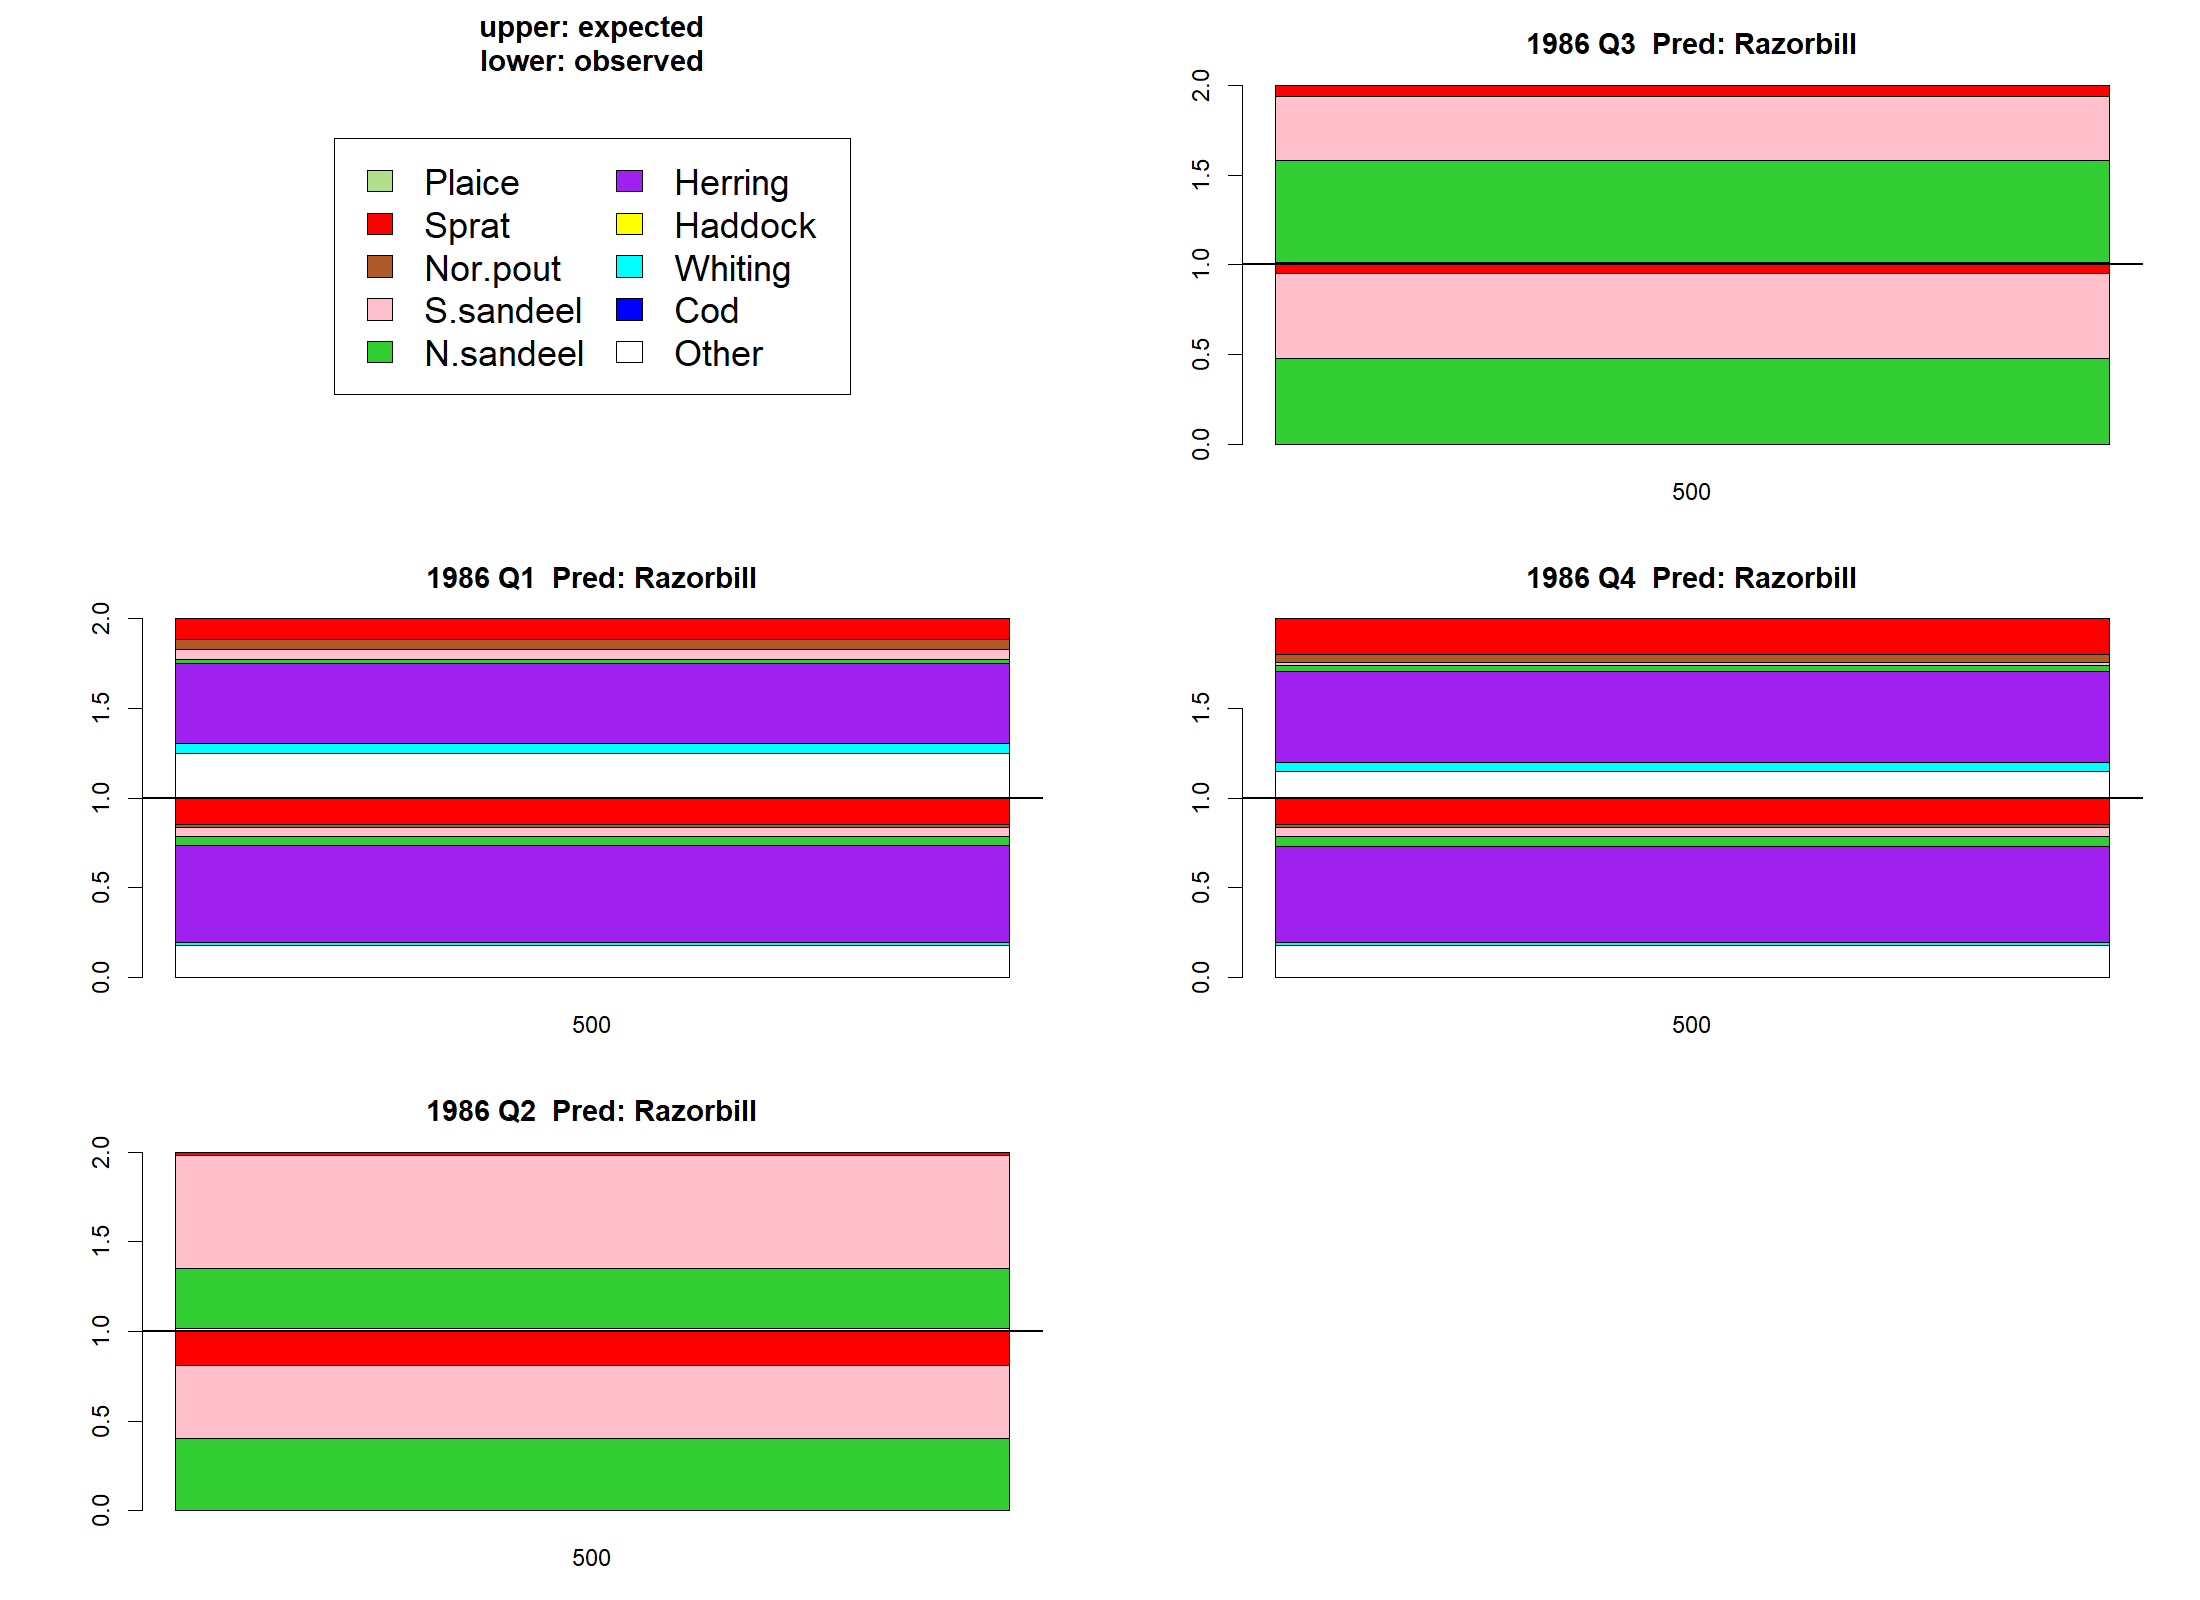 upper: expected
lower: observed
Plaice
Sprat
Nor.pout
S.sandeel
N.sandeel
Herring
Haddock
Whiting
Cod
Other
1986 Q3  Pred: Razorbill
2.0
1.5
1.0
0.5
0.0
500
1986 Q1  Pred: Razorbill
2.0
1.5
1.0
0.5
0.0
500
1986 Q4  Pred: Razorbill
1.5
1.0
0.5
0.0
500
1986 Q2  Pred: Razorbill
2.0
1.5
1.0
0.5
0.0
500